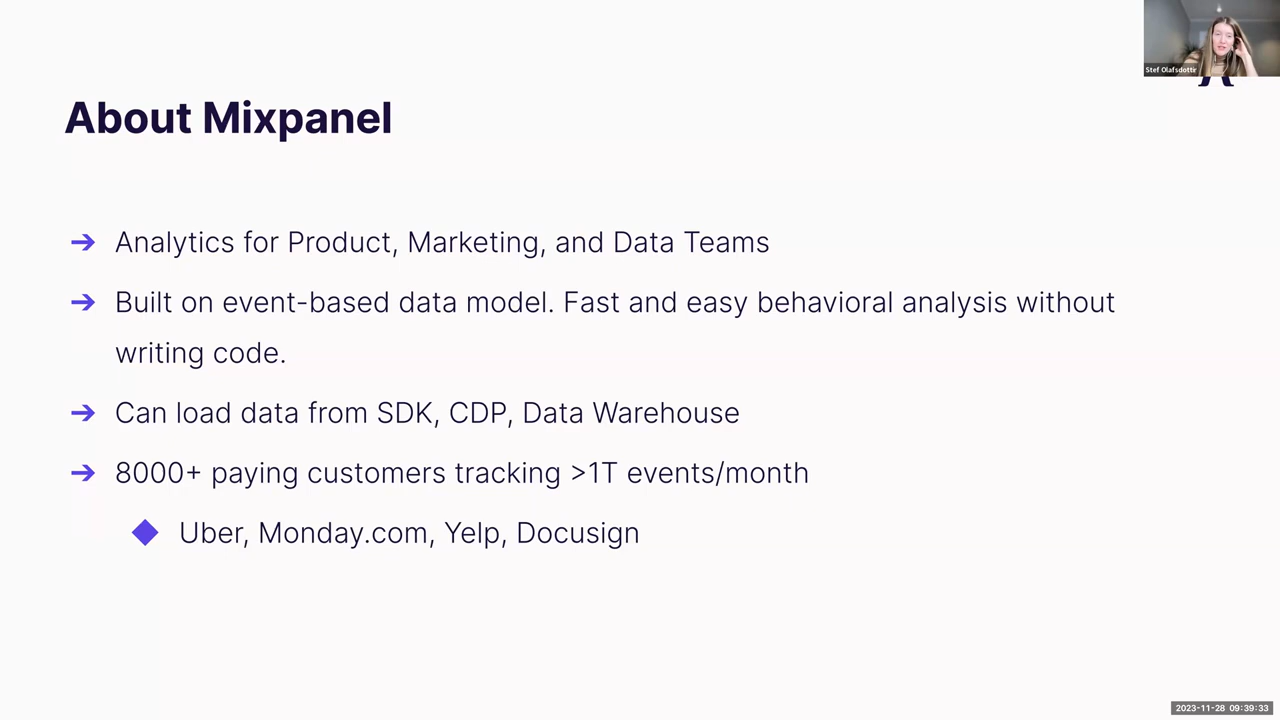 Stef Olafsdottir
About Mixpanel
➔ Analytics for Product, Marketing, and Data Teams
➔ Built on event-based data model. Fast and easy behavioral analysis without
writing code.
➔ Can load data from SDK, CDP, Data Warehouse
➔ 8000+ paying customers tracking >1T events/month
◆ Uber, Monday.com, Yelp, Docusign
2023-11-28 09:39:33